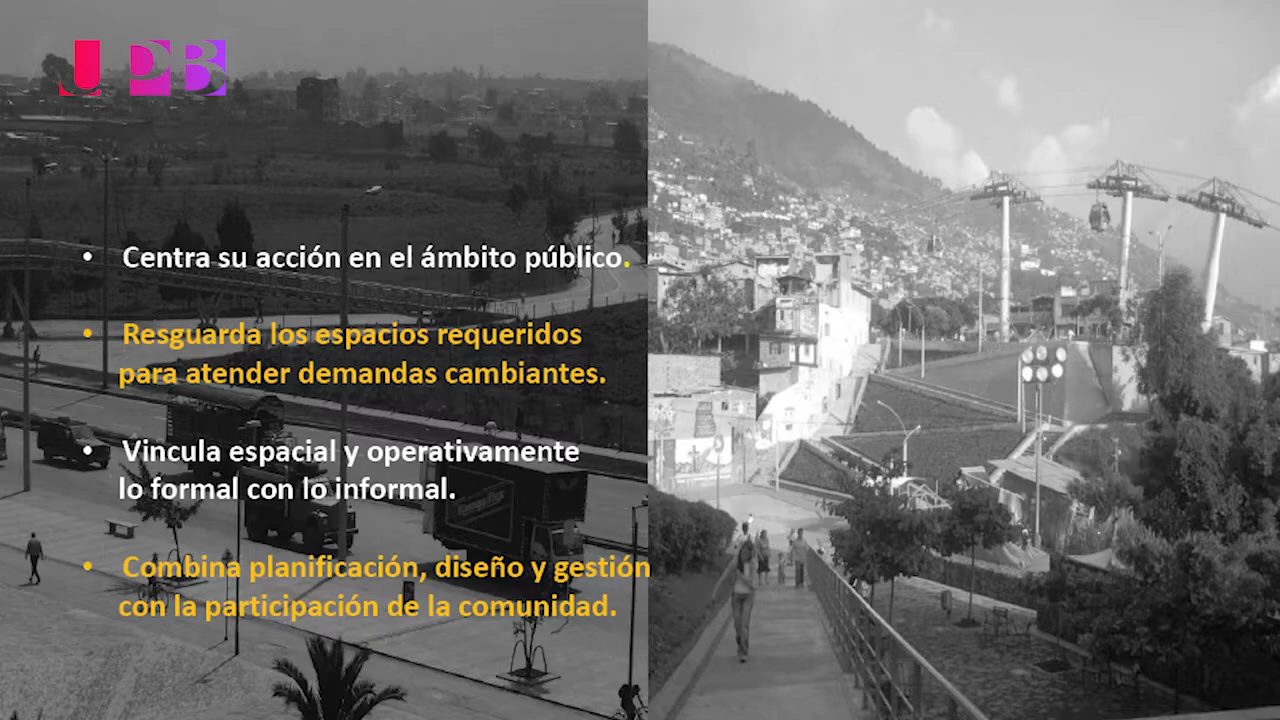 UPB
• Centra su acción en el ámbito público.
• Resguarda los espacios requeridos
para atender demandas cambiantes.
• Vincula espacial y operativamente
lo formal con lo informal.
• Combina planificación, diseño y gestión
con la participación de la comunidad.